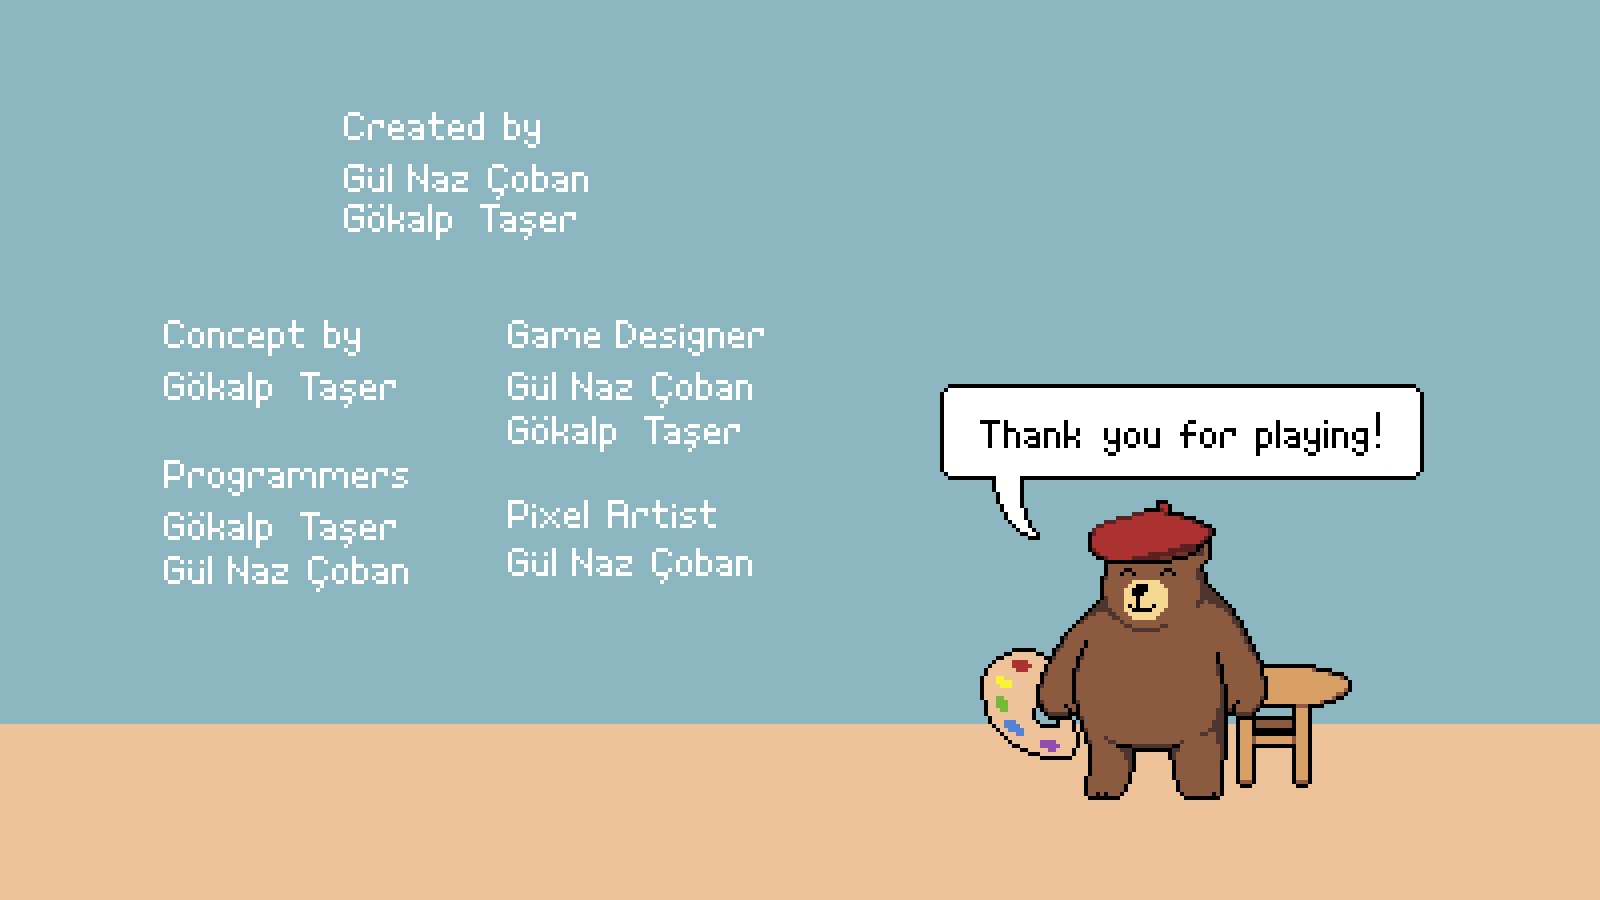 Created by
Gül Naz Çoban
Gökalp Taşer
Concept by
Gökalp Taşer
Programmers
Gökalp Taşer
Gül Naz Çoban
Game Designer
Gül Naz Çoban
Gökalp Taşer
Pixel Artist
Gül Naz Çoban
Thank you for playing!